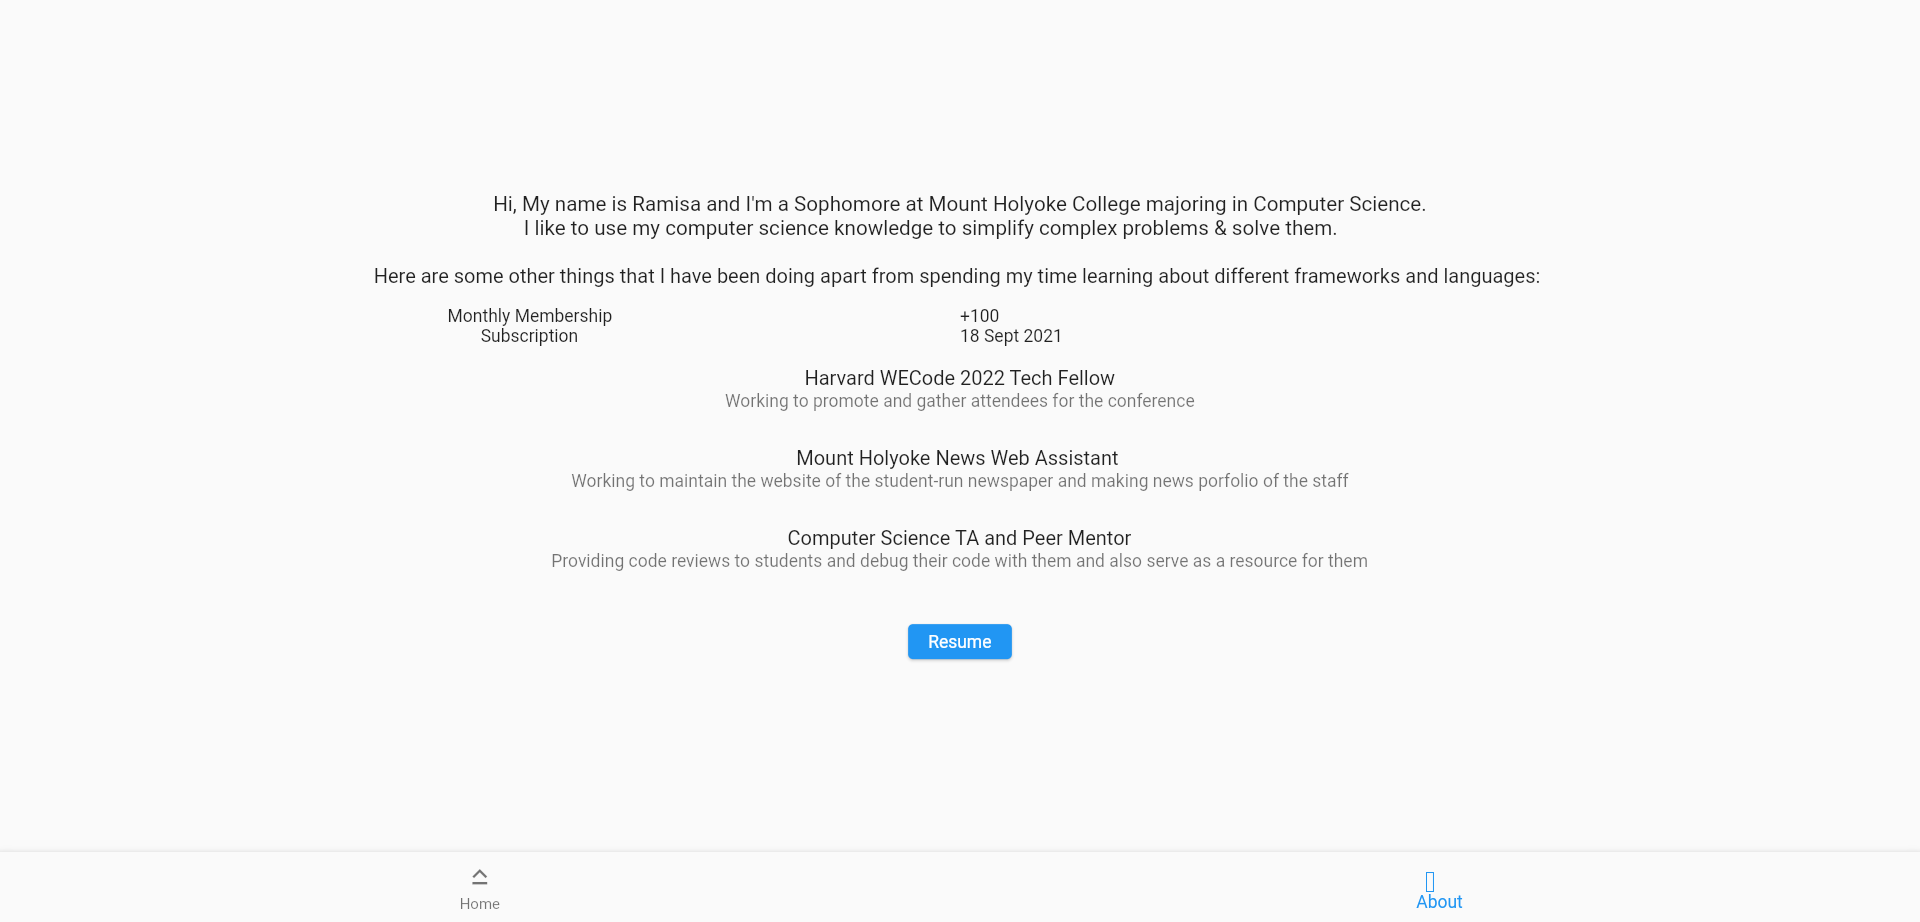 Hi, My name is Ramisa and I'm a Sophomore at Mount Holyoke College majoring in Computer Science.
I like to use my computer science knowledge to simplify complex problems & solve them.
Here are some other things that I have been doing apart from spending my time learning about different frameworks and languages:
Monthly Membership
Subscription
+100
18 Sept 2021
Harvard WECode 2022 Tech Fellow
Working to promote and gather attendees for the conference
Mount Holyoke News Web Assistant
Working to maintain the website of the student-run newspaper and making news porfolio of the staff
Computer Science TA and Peer Mentor
Providing code reviews to students and debug their code with them and also serve as a resource for them
Resume
Home
About